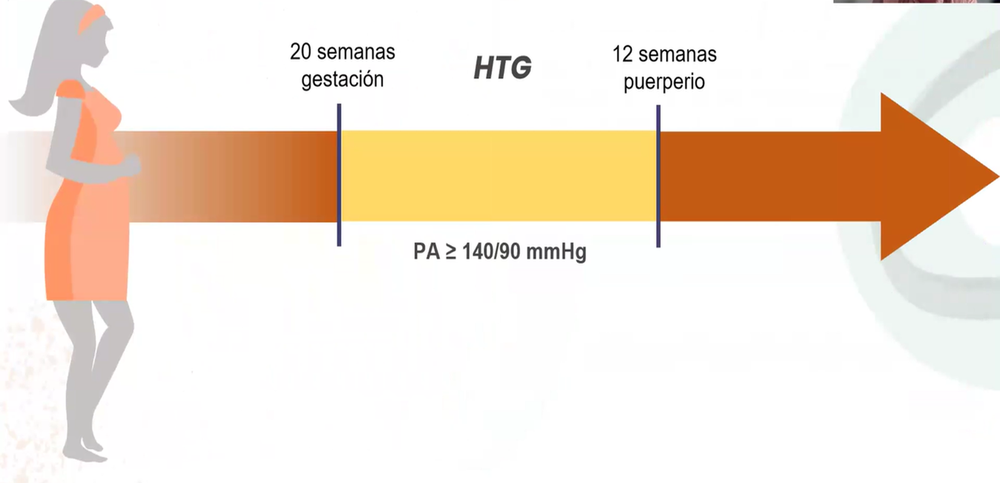 20 semanas
gestación
HTG
12 semanas
puerperio
PA ≥ 140/90 mmHg